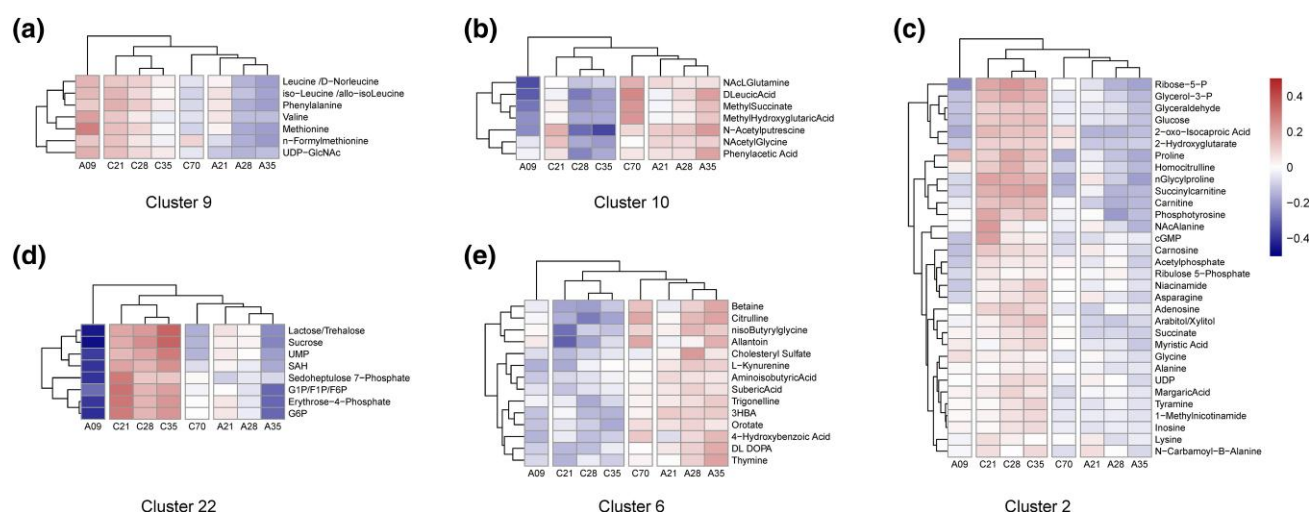 (a)
Leucine /D−Norleucine
iso−Leucine /allo−isoLeucine
Phenylalanine
Valine
Methionine
n−Formylmethionine
UDP−GlcNAc
A09 C21 C28 C35 C70 A21 A28 A35
Cluster 9
(b)
NAcLGlutamine
DLeucicAcid
MethylSuccinate
MethylHydroxyglutaricAcid
N−Acetylputrescine
NAcetylGlycine
Phenylacetic Acid
A09 C21 C28 C35 C70 A21 A28 A35
Cluster 10
(c)
Ribose−5−P
Glycerol−3−P
Glyceraldehyde
Glucose
2−oxo−Isocaproic Acid
2−Hydroxyglutarate
Proline
Homocitrulline
nGlycylproline
Succinylcarnitine
Carnitine
Phosphotyrosine
NAcAlanine
cGMP
Carnosine
Acetylphosphate
Ribulose 5−Phosphate
Niacinamide
Asparagine
Adenosine
Arabitol/Xylitol
Succinate
Myristic Acid
Glycine
Alanine
UDP
MargaricAcid
Tyramine
1−Methylnicotinamide
Inosine
Lysine
N−Carbamoyl−B−Alanine
A09 C21 C28 C35 C70 A21 A28 A35
Cluster 2
0.4
0.2
0
−0.2
−0.4
(d)
Lactose/Trehalose
Sucrose
UMP
SAH
Sedoheptulose 7−Phosphate
G1P/F1P/F6P
Erythrose−4−Phosphate
G6P
A09 C21 C28 C35 C70 A21 A28 A35
Cluster 22
(e)
Betaine
Citrulline
nisoButyrylglycine
Allantoin
Cholesteryl Sulfate
L−Kynurenine
AminoisobutyricAcid
SubericAcid
Trigonelline
3HBA
Orotate
4−Hydroxybenzoic Acid
DL DOPA
Thymine
A09 C21 C28 C35 C70 A21 A28 A35
Cluster 6